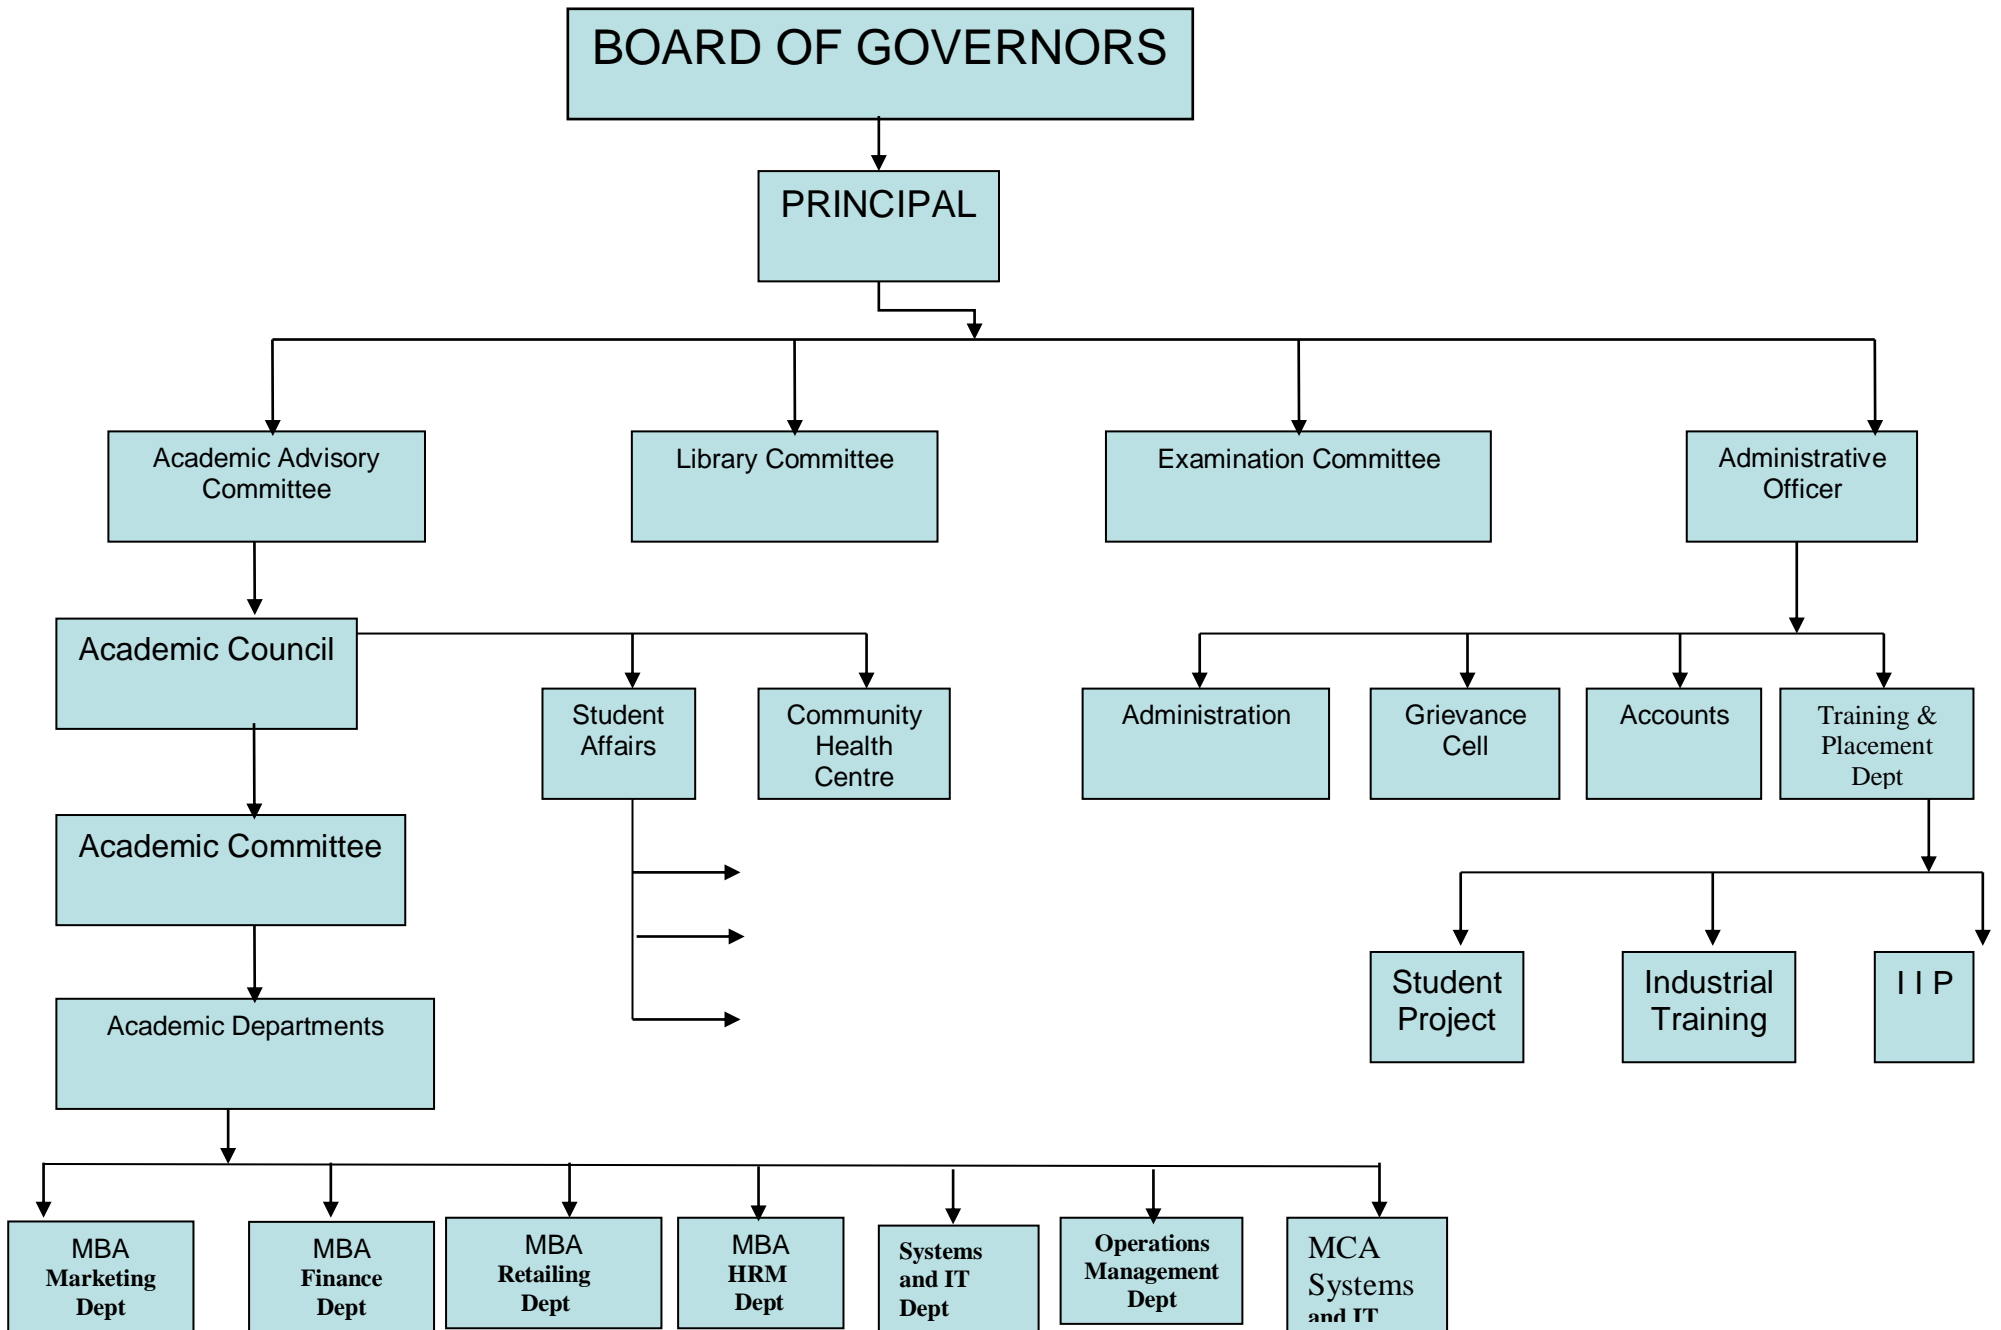 BOARD OF GOVERNORS
PRINCIPAL
Academic Advisory
Committee
Library Committee
Examination Committee
Administrative
Officer
Academic Council
Student
Affairs
Community
Health
Centre
Administration
Grievance
Cell
Accounts
Training &
Placement
Dept
Academic Committee
Student
Project
Industrial
Training
I I P
Academic Departments
MBA
Marketing
Dept
MBA
Finance
Dept
MBA
Retailing
Dept
MBA
HRM
Dept
Systems
and IT
Dept
Operations
Management
Dept
MCA
Systems
and IT